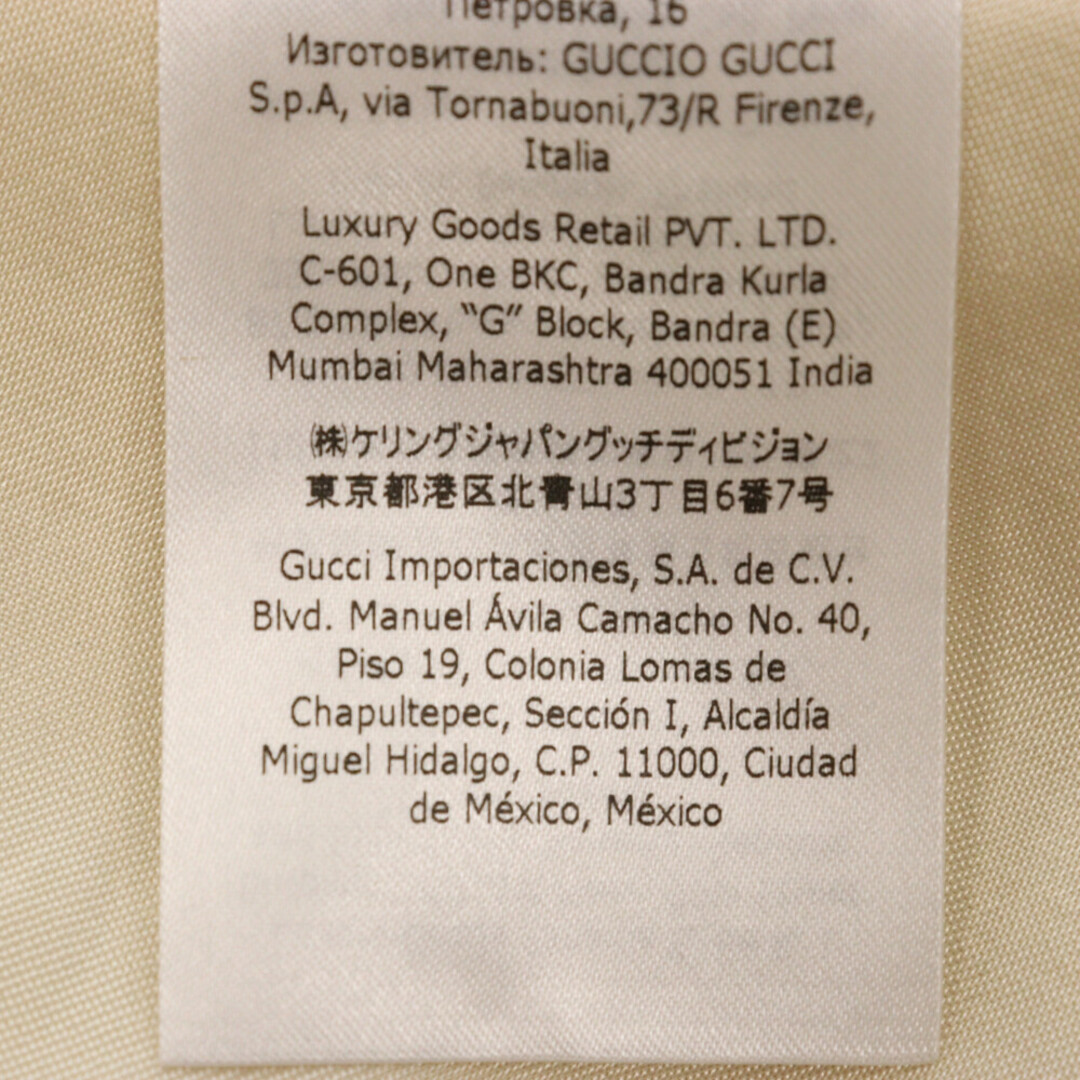 Петровка, 16
Изготовитель: GUCCIO GUCCI
S.p.A, via Tornabuoni,73/R Firenze,
Italia
Luxury Goods Retail PVT. LTD.
C-601, One BKC, Bandra Kurla
Complex, “G” Block, Bandra (E)
Mumbai Maharashtra 400051 India
㈱ケリングジャパングッチディビジョン
東京都港区北青山3丁目6番7号
Gucci Importaciones, S.A. de C.V.
Blvd. Manuel Ávila Camacho No. 40,
Piso 19, Colonia Lomas de
Chapultepec, Sección I, Alcaldía
Miguel Hidalgo, C.P. 11000, Ciudad
de México, México